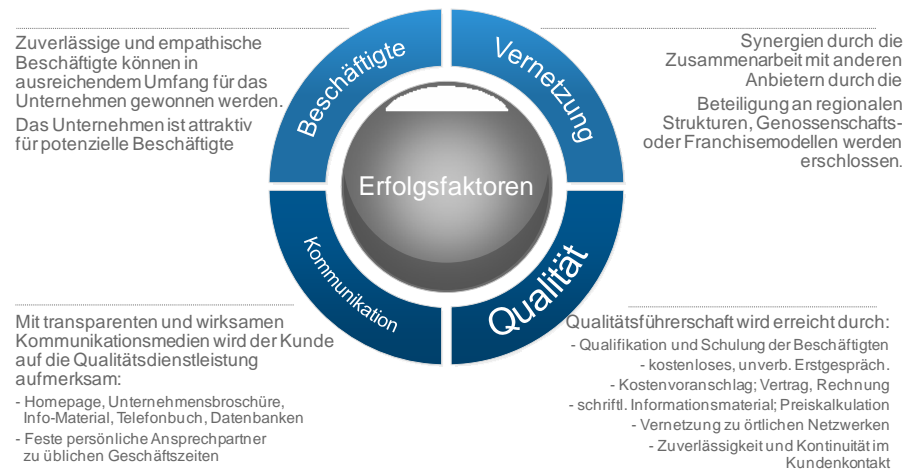 Zuverlässige und empathische
Beschäftigte können in
ausreichendem Umfang für das
Unternehmen gewonnen werden.
Das Unternehmen ist attraktiv
für potenzielle Beschäftigte
Beschäftigte
Vernetzung
Synergien durch die
Zusammenarbeit mit anderen
Anbietern durch die
Beteiligung an regionalen
Strukturen, Genossenschafts-
oder Franchisemodellen werden
erschlossen.
Erfolgsfaktoren
Kommunikation
Qualität
Mit transparenten und wirksamen
Kommunikationsmedien wird der Kunde
auf die Qualitätsdienstleistung
aufmerksam:
- Homepage, Unternehmensbroschüre,
Info-Material, Telefonbuch, Datenbanken
- Feste persönliche Ansprechpartner
zu üblichen Geschäftszeiten
Qualitätsführerschaft wird erreicht durch:
- Qualifikation und Schulung der Beschäftigten
- kostenloses, unverb. Erstgespräch.
- Kostenvoranschlag; Vertrag, Rechnung
- schriftl. Informationsmaterial; Preiskalkulation
- Vernetzung zu örtlichen Netzwerken
- Zuverlässigkeit und Kontinuität im
Kundenkontakt